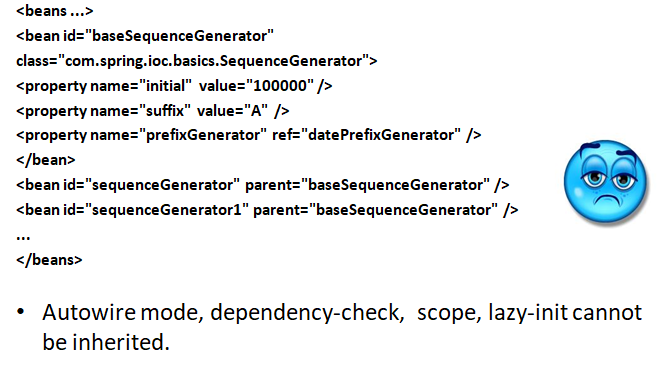 <beans ...>
<bean id="baseSequenceGenerator"
class="com.spring.ioc.basics.SequenceGenerator">
<property name="initial" value="100000" />
<property name="suffix" value="A" />
<property name="prefixGenerator" ref="datePrefixGenerator" />
</bean>
<bean id="sequenceGenerator" parent="baseSequenceGenerator" />
<bean id="sequenceGenerator1" parent="baseSequenceGenerator" />
...
</beans>
• Autowire mode, dependency-check, scope, lazy-init cannot
be inherited.